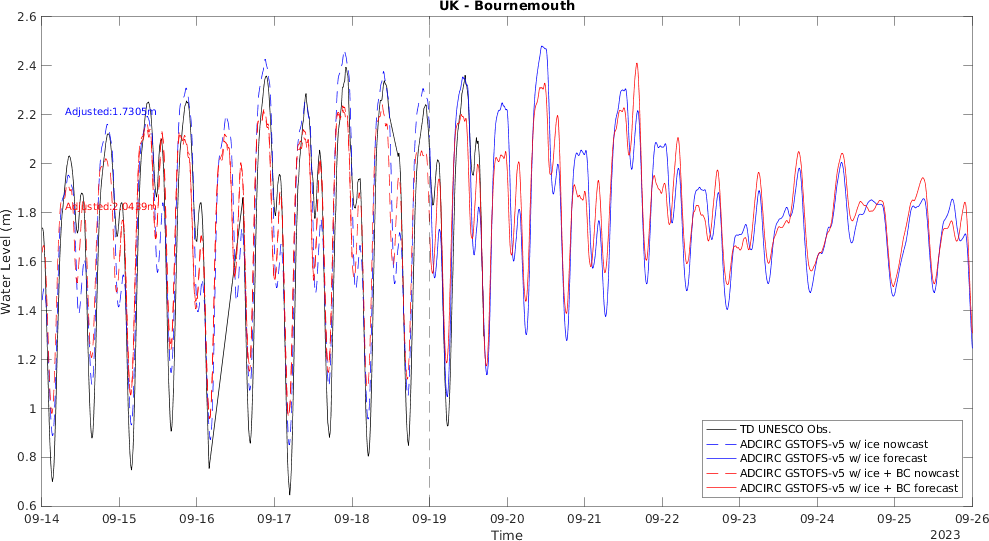 UK - Bournemouth
2.6
2.4
2.2
2
1.8
1.6
1.4
1.2
1
0.8
0.6
Water Level (m)
Adjusted:1.7305m
Adjusted:2.0439m
TD UNESCO Obs.
ADCIRC GSTOFS-v5 w/ ice nowcast
ADCIRC GSTOFS-v5 w/ ice forecast
ADCIRC GSTOFS-v5 w/ ice + BC nowcast
ADCIRC GSTOFS-v5 w/ ice + BC forecast
09-14 09-15 09-16 09-17 09-18 09-19 09-20 09-21 09-22 09-23 09-24 09-25 09-26
Time
2023